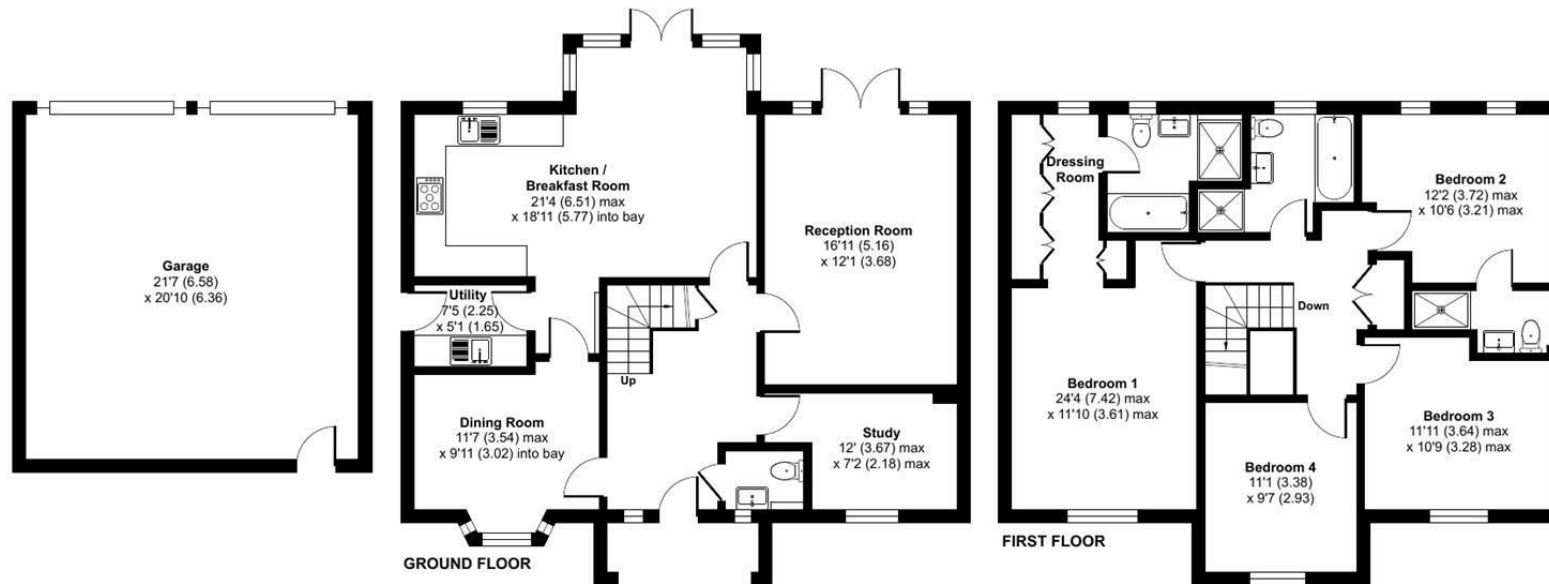 Garage
21'7 (6.58)
x 20'10 (6.36)
Kitchen /
Breakfast Room
21'4 (6.51) max
x 18'11 (5.77) into bay
Reception Room
16'11 (5.16)
x 12'1 (3.68)
Utility
7'5 (2.25)
x 5'1 (1.65)
Up
Dining Room
11'7 (3.54) max
x 9'11 (3.02) into bay
Study
12' (3.67) max
x 7'2 (2.18) max
GROUND FLOOR
Dressing
Room
Bedroom 2
12'2 (3.72) max
x 10'6 (3.21) max
Down
Bedroom 1
24'4 (7.42) max
x 11'10 (3.61) max
Bedroom 3
11'11 (3.64) max
x 10'9 (3.28) max
Bedroom 4
11'1 (3.38)
x 9'7 (2.93)
FIRST FLOOR